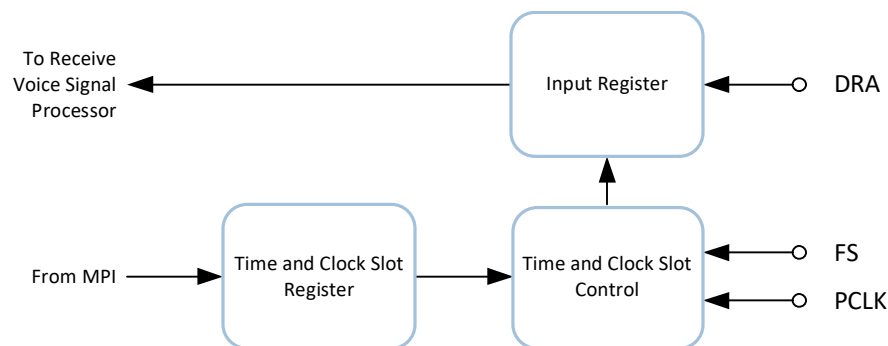 To Receive
Voice Signal
Processor
Input Register
DRA
From MPI
Time and Clock Slot
Register
Time and Clock Slot
Control
FS
PCLK